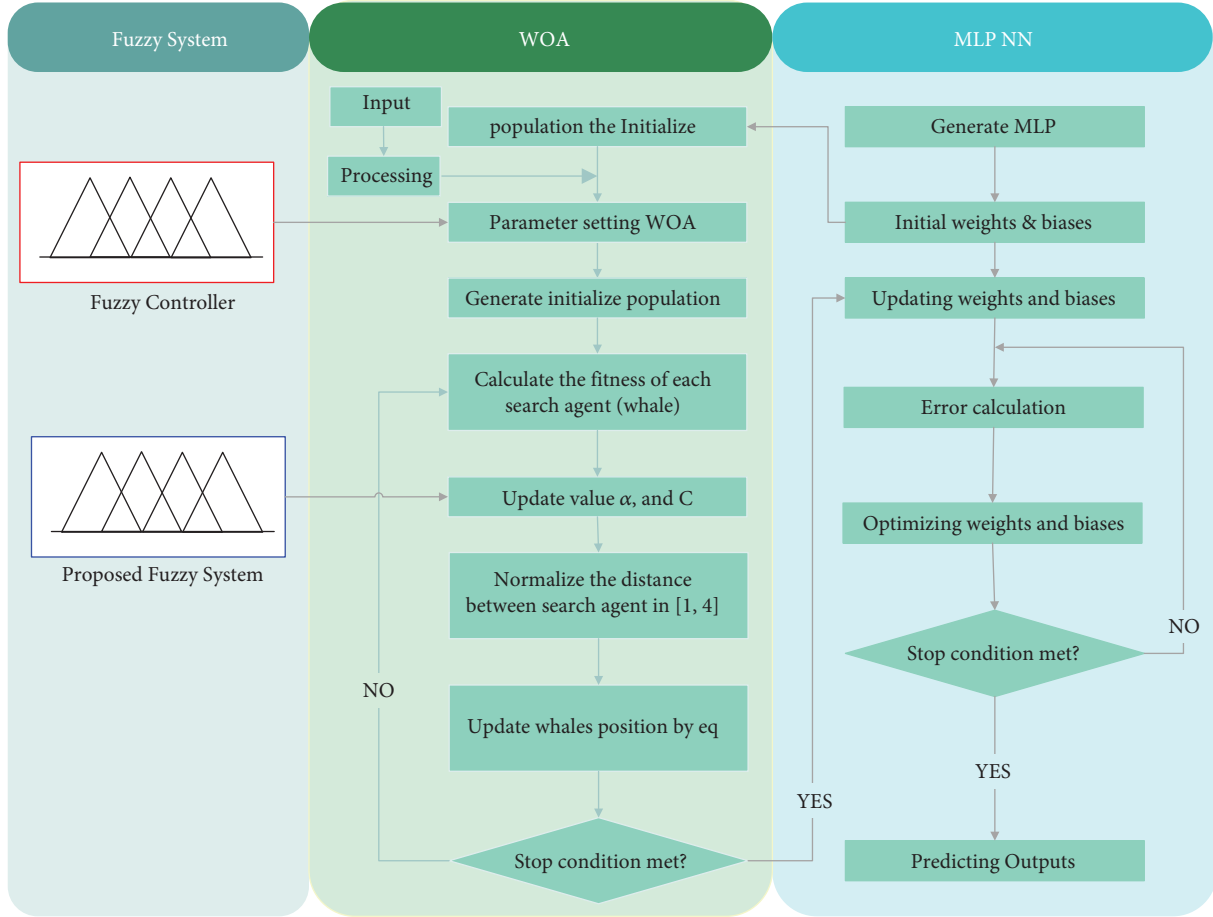 Fuzzy System
WOA
MLP NN
Input
population the Initialize
Generate MLP
Processing
Parameter setting WOA
Initial weights & biases
Fuzzy Controller
Generate initialize population
Updating weights and biases
Calculate the fitness of each
search agent (whale)
Error calculation
Update value α, and C
Optimizing weights and biases
Proposed Fuzzy System
Normalize the distance
between search agent in [1, 4]
NO
Stop condition met?
NO
Update whales position by eq
YES
YES
Stop condition met?
Predicting Outputs